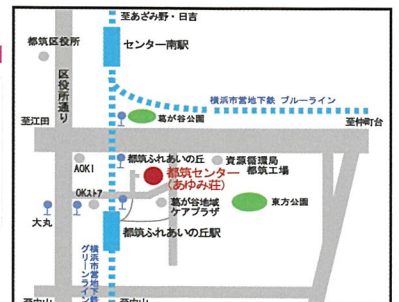 至あざみ野・日吉
都筑区役所
センター南駅
区役所通り
横浜市営地下鉄 ブルーライン
葛が谷公園
至江田
至仲町台
都筑ふれあいの丘
資源循環局
都筑工場
AOKI
都筑センター
(あゆみ荘)
OKストア
葛が谷地域
ケアプラザ
東方公園
大丸
都筑ふれあいの丘駅
横浜市営地下鉄
グリーンライン
至中山
至中山